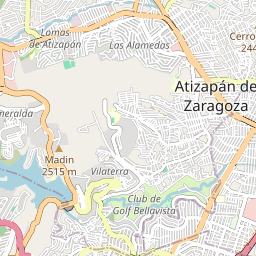 Lomas
de Atizapán
Las Alamedas
Cerro
244
Atizapán de
Zaragoza
eralda
Madin
2515 m
Vilaterra
Club de
Golf Bellavista